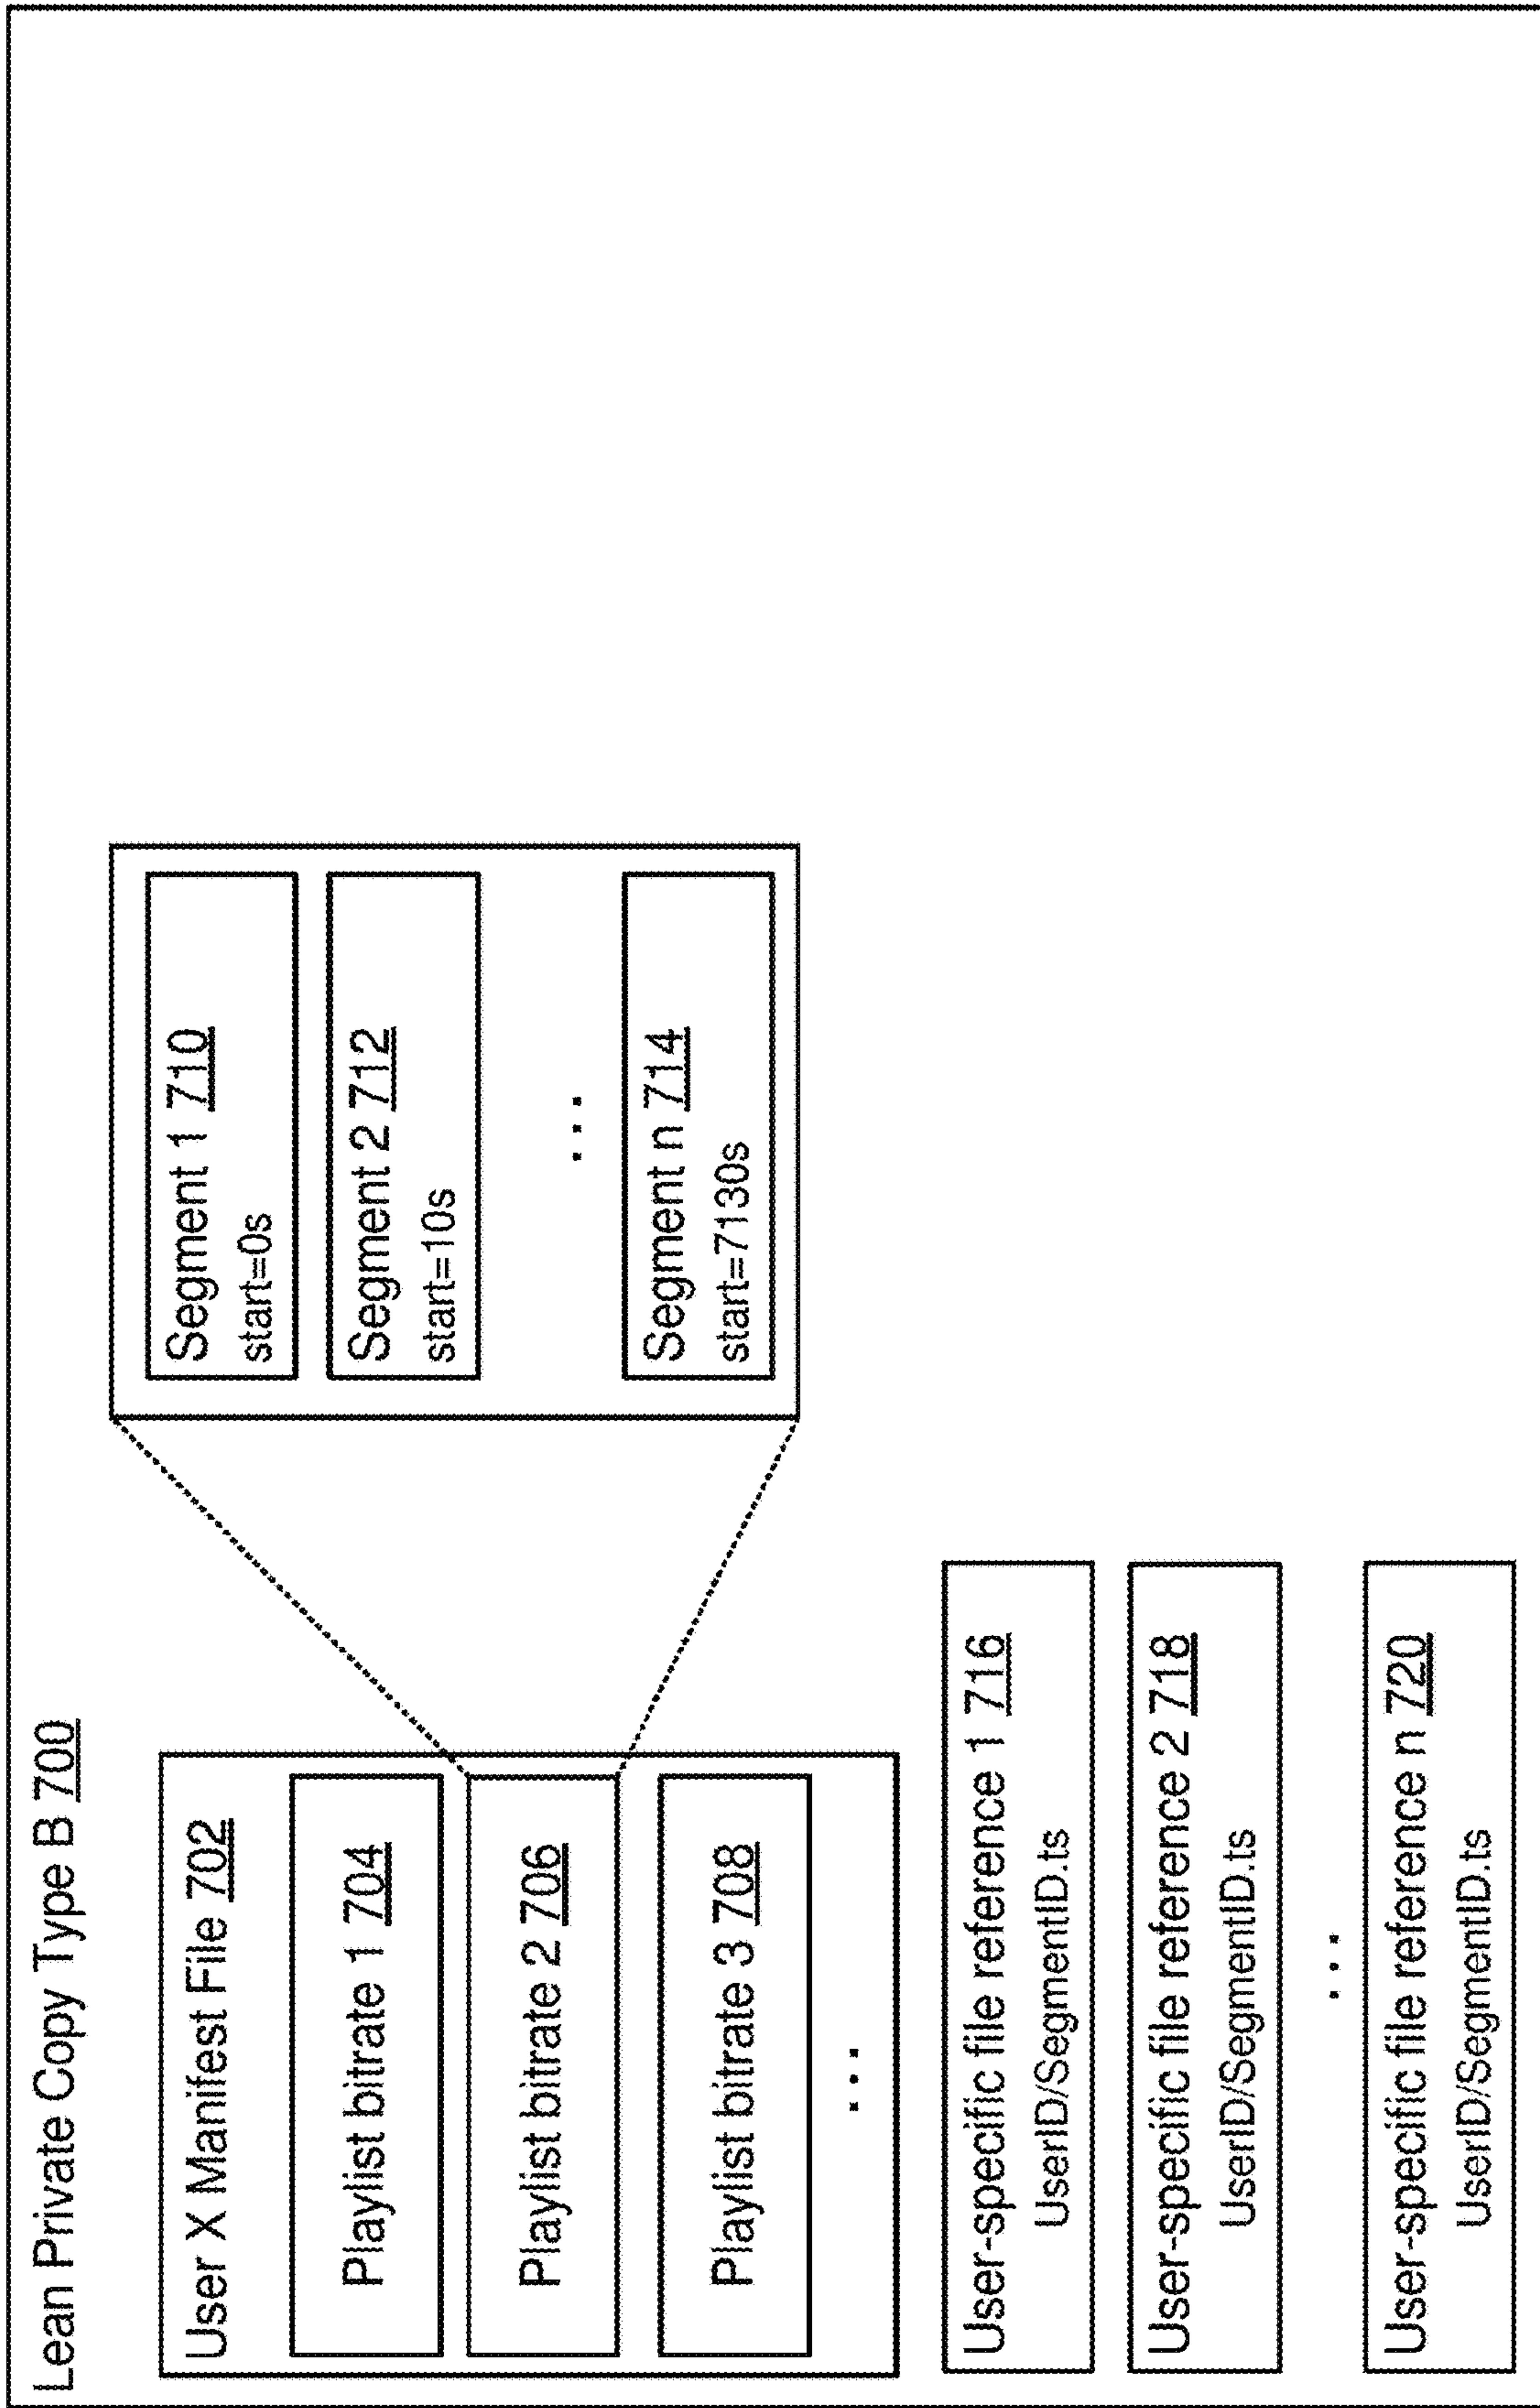 Lean Private Copy Type B 700
User X Manifest File 702
Playlist bitrate 1 704
Playlist bitrate 2 706
Playlist bitrate 3 708
...
Segment 1 710
start=0s
Segment 2 712
start=10s
...
Segment n 714
start=7130s
User-specific file reference 1 716
UserID/SegmentID.ts
User-specific file reference 2 718
UserID/SegmentID.ts
...
User-specific file reference n 720
UserID/SegmentID.ts